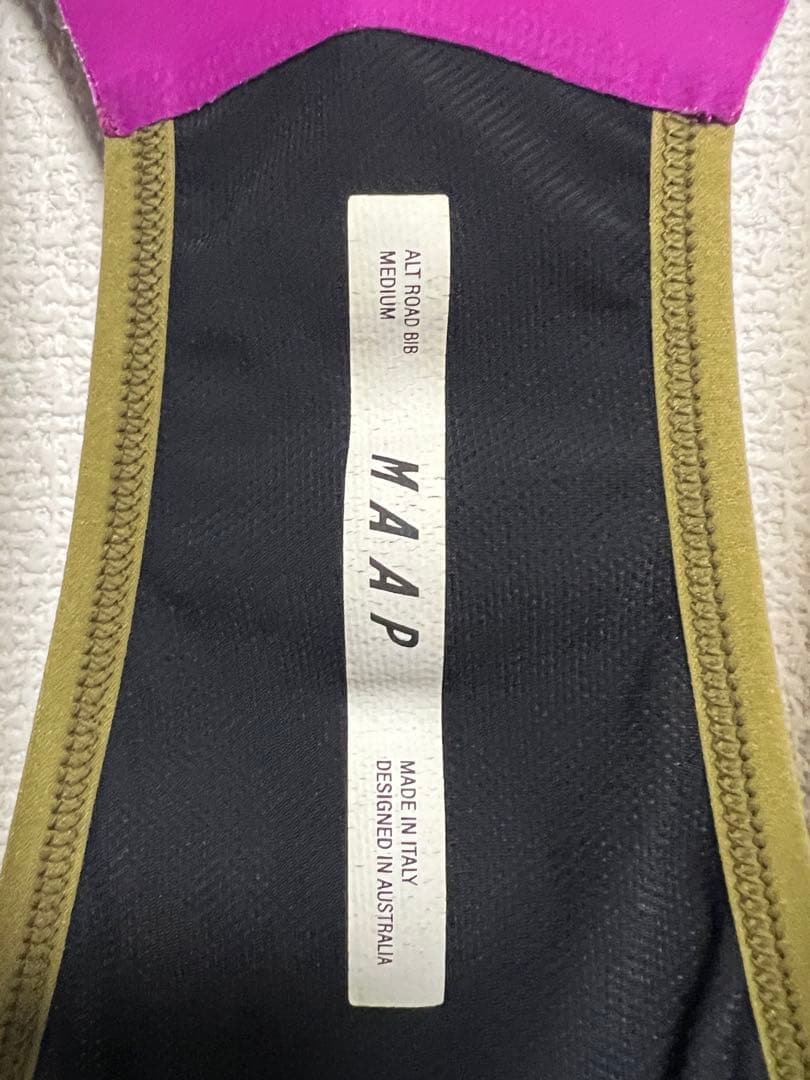 ALT ROAD BIB
MEDIUM
MAAP
MADE IN ITALY
DESIGNED IN AUSTRALIA